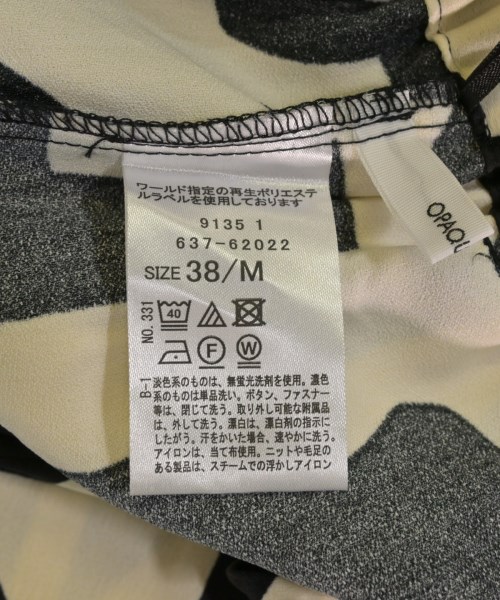 ワールド指定の再生ポリエステ
ルラベルを使用しております
9135 1
637-62022
SIZE 38/M
NO. 331
40
F
W
B-1
淡色系のものは、無蛍光洗剤を使用。濃色
系のものは単品洗い。ボタン、ファスナー
等は、閉じて洗う。取り外し可能な附属品
は、外して洗う。漂白は、漂白剤の指示に
したがう。汗をかいた場合、速やかに洗う。
アイロンは、当て布使用。ニットや毛足の
ある製品は、スチームでの浮かしアイロン
OPAQU